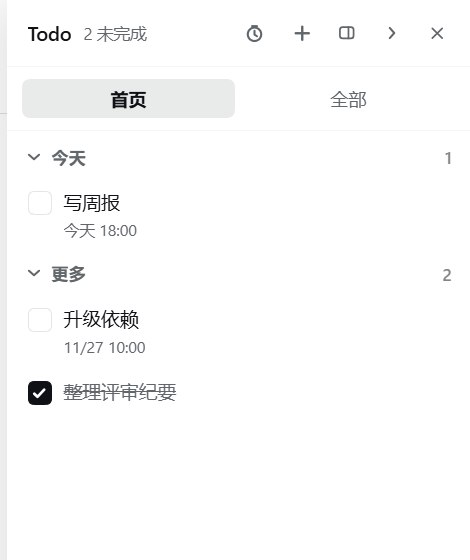 Todo 2 未完成
首页 全部
今天 1
写周报
今天 18:00
更多 2
升级依赖
11/27 10:00
整理评审纪要